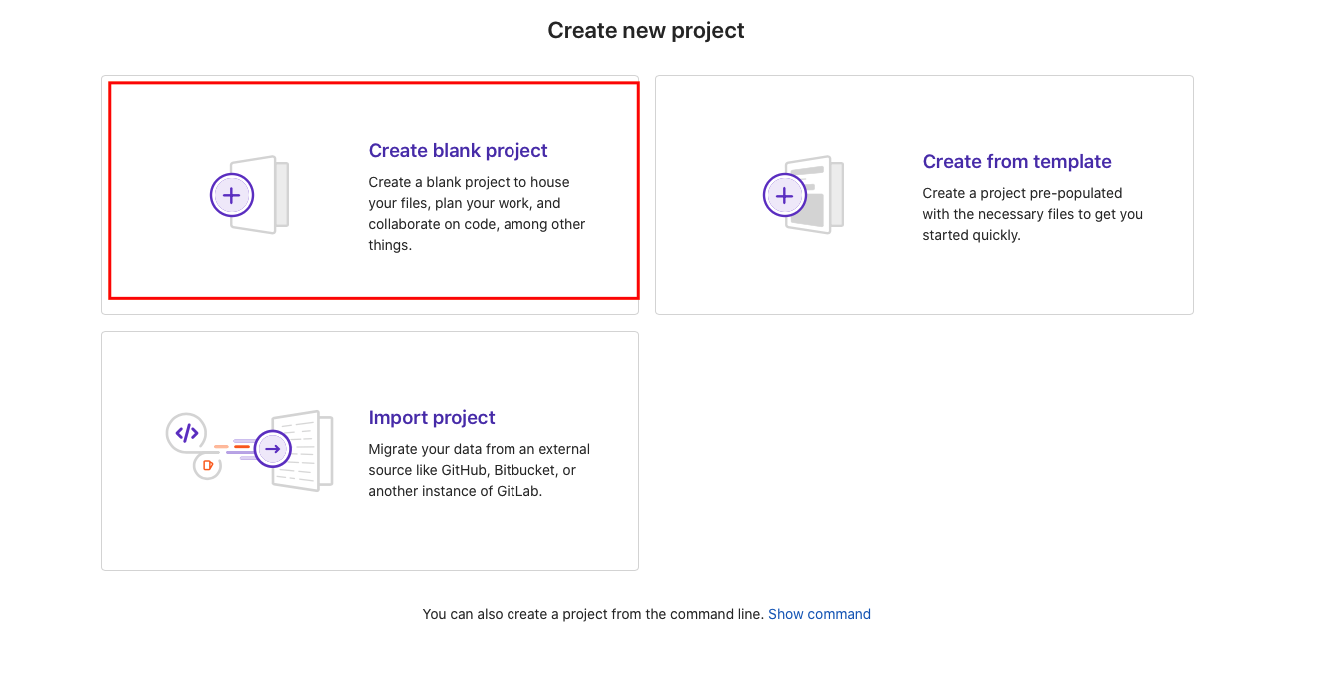 Create new project
Create blank project
Create a blank project to house
your files, plan your work, and
collaborate on code, among other
things.
Create from template
Create a project pre-populated
with the necessary files to get you
started quickly.
Import project
Migrate your data from an external
source like GitHub, Bitbucket, or
another instance of GitLab.
You can also create a project from the command line. Show command